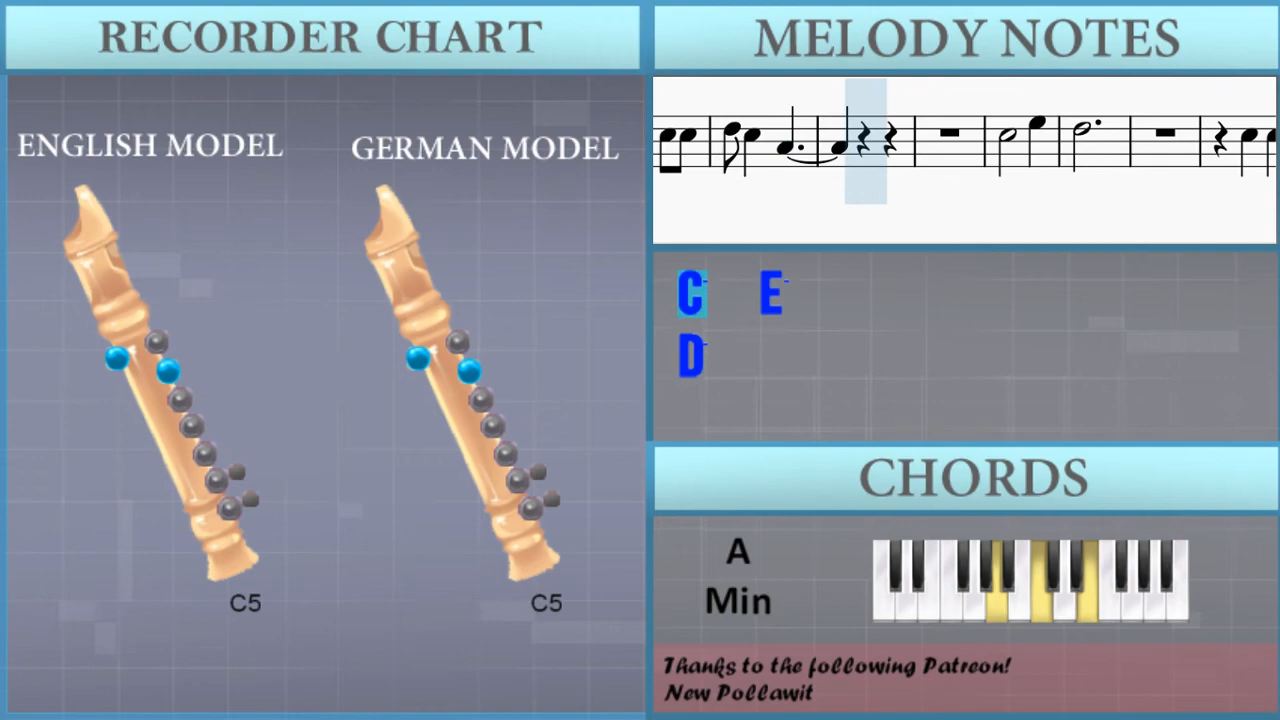 RECORDER CHART
ENGLISH MODEL
GERMAN MODEL
C5
C5
MELODY NOTES
C- E-
D-
CHORDS
A
Min
Thanks to the following Patreon!
New Pollawit